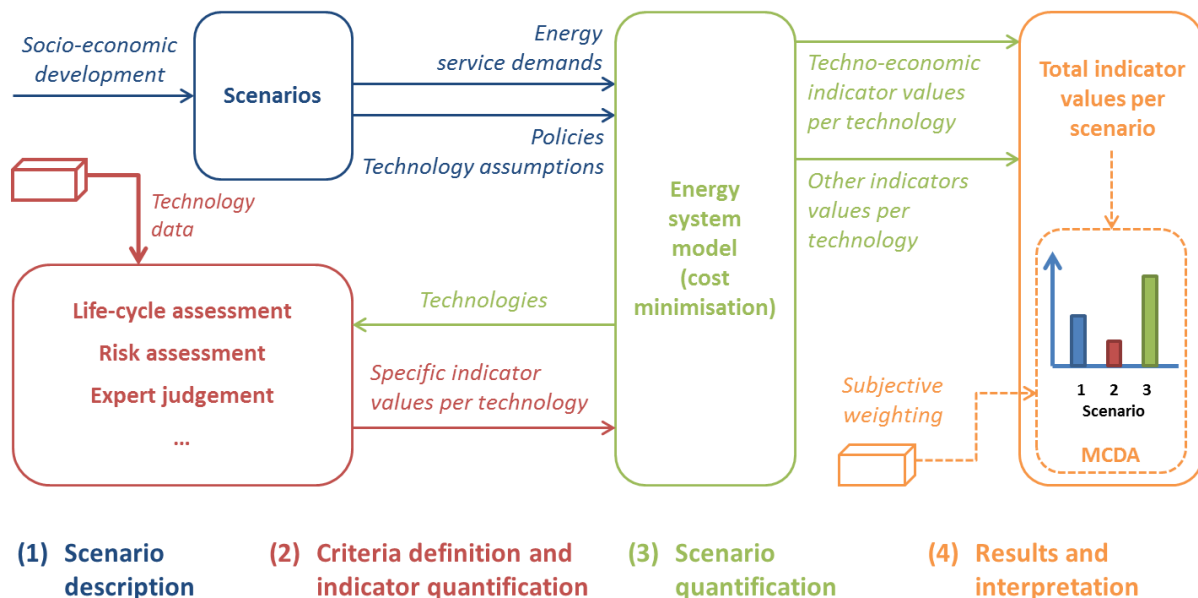 Socio-economic
development
Scenarios
Energy
service demands
Policies
Technology assumptions
Technology
data
Life-cycle assessment
Risk assessment
Expert judgement
...
Technologies
Specific indicator
values per technology
Energy
system
model
(cost
minimisation)
Techno-economic
indicator values
per technology
Other indicators
values per
technology
Subjective
weighting
Total indicator
values per
scenario
1 2 3
Scenario
MCDA
(1) Scenario
description
(2) Criteria definition and
indicator quantification
(3) Scenario
quantification
(4) Results and
interpretation